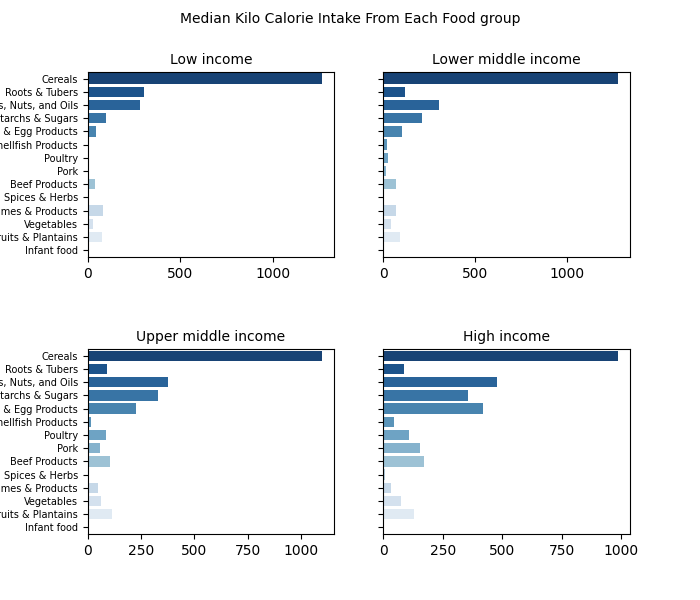 Median Kilo Calorie Intake From Each Food group
Low income
Lower middle income
Cereals
Roots & Tubers
s, Nuts, and Oils
tarchs & Sugars
& Egg Products
nellfish Products
Poultry
Pork
Beef Products
Spices & Herbs
mes & Products
Vegetables
ruits & Plantains
Infant food
0 500 1000
0 500 1000
Upper middle income
High income
Cereals
Roots & Tubers
s, Nuts, and Oils
tarchs & Sugars
& Egg Products
nellfish Products
Poultry
Pork
Beef Products
Spices & Herbs
mes & Products
Vegetables
ruits & Plantains
Infant food
0 250 500 750 1000
0 250 500 750 1000